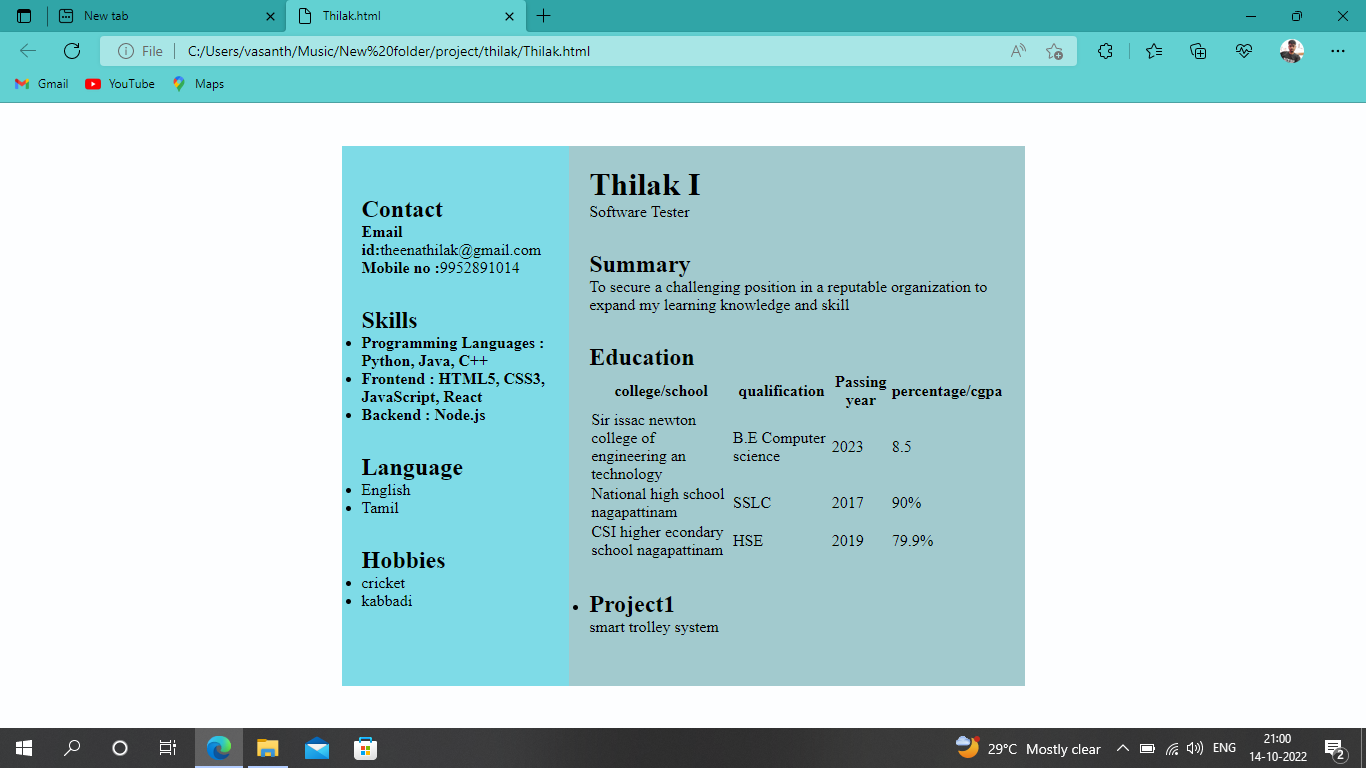 New tab
Thilak.html
File
C:/Users/vasanth/Music/New%20folder/project/thilak/Thilak.html
Gmail
YouTube
Maps
Contact
Email
id:theenathilak@gmail.com
Mobile no :9952891014
Skills
Programming Languages :
Python, Java, C++
Frontend : HTML5, CSS3,
JavaScript, React
Backend : Node.js
Language
English
Tamil
Hobbies
cricket
kabbadi
Thilak I
Software Tester
Summary
To secure a challenging position in a reputable organization to
expand my learning knowledge and skill
Education
college/school qualification Passing year percentage/cgpa
Sir issac newton
college of
engineering an
technology
B.E Computer
science
2023
8.5
National high school
nagapattinam
SSLC
2017
90%
CSI higher econdary
school nagapattinam
HSE
2019
79.9%
Project1
smart trolley system
29°C Mostly clear
ENG
21:00
14-10-2022
2